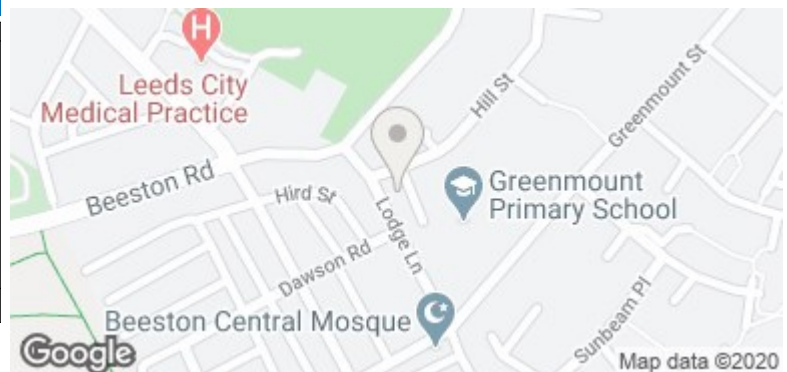 H
Leeds City
Medical Practice
Hill St
Greenmount St
Beeston Rd
Hird St
Greenmount
Primary School
Lodge Ln
Dawson Rd
Beeston Central Mosque
Sunbeam Pl
Google
Map data ©2020